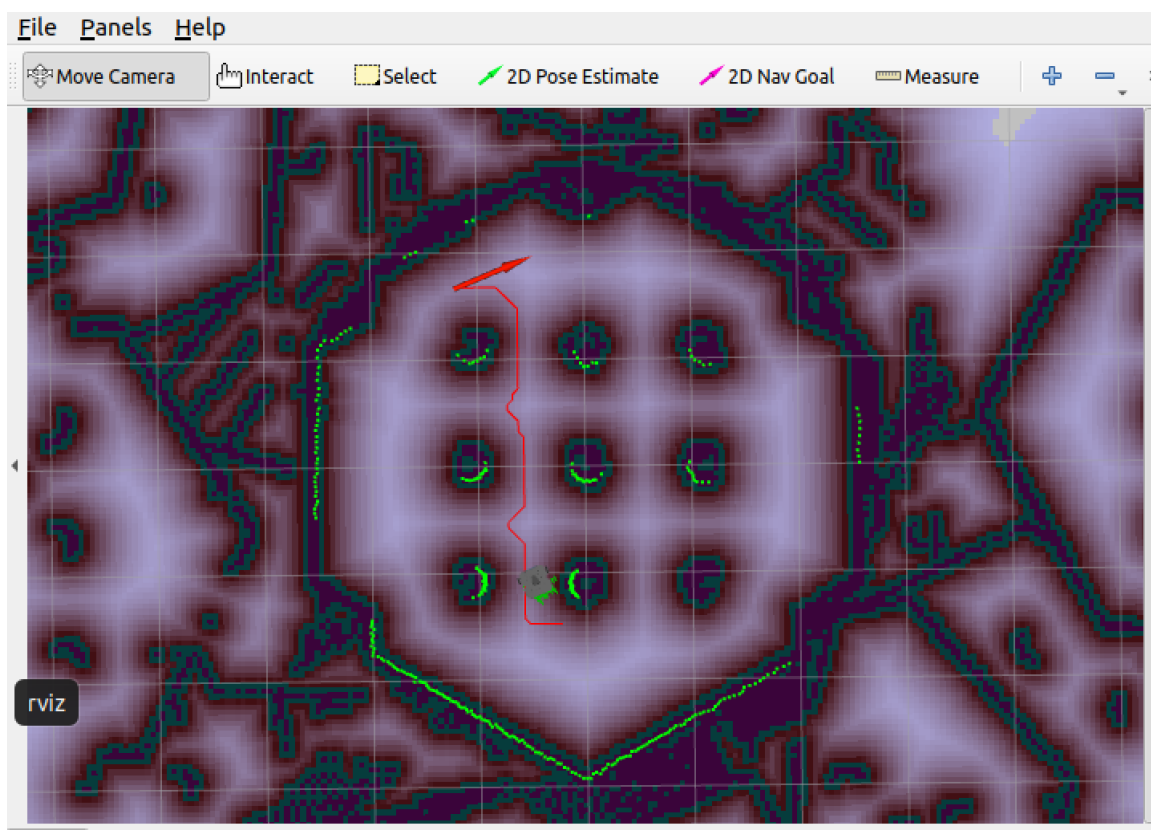 File Panels Help
Move Camera Interact Select 2D Pose Estimate 2D Nav Goal Measure
rviz